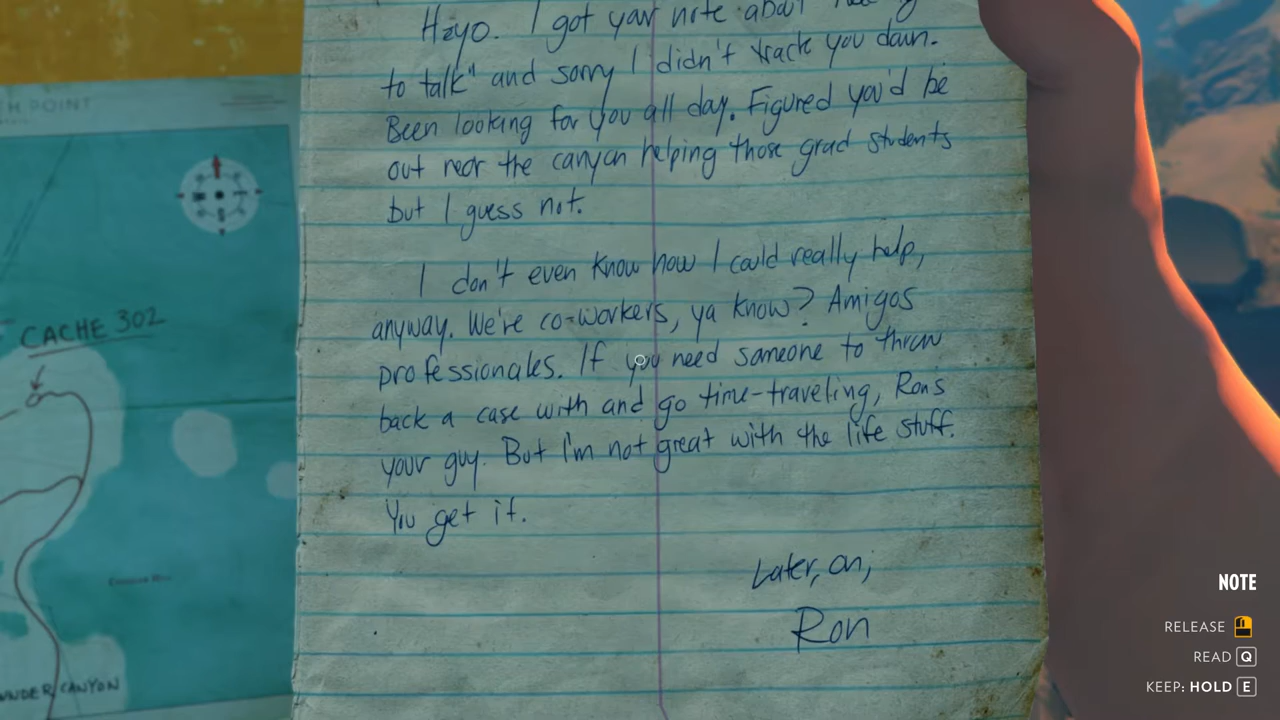 Hayo. I got your note about
to talk" and sorry I didn't track you down.
Been looking for you all day. Figured you'd be
out near the canyon helping those grad students
but I guess not.
I don't even know how I could really help,
anyway. We're co-workers, ya know? Amigos
professionales. If you need someone to throw
back a case with and go time-traveling, Ron's
your guy. But I'm not great with the life stuff.
You get it.
Later, on,
Ron
POINT
CACHE 302
CANYON
NOTE
RELEASE
READ Q
KEEP: HOLD E